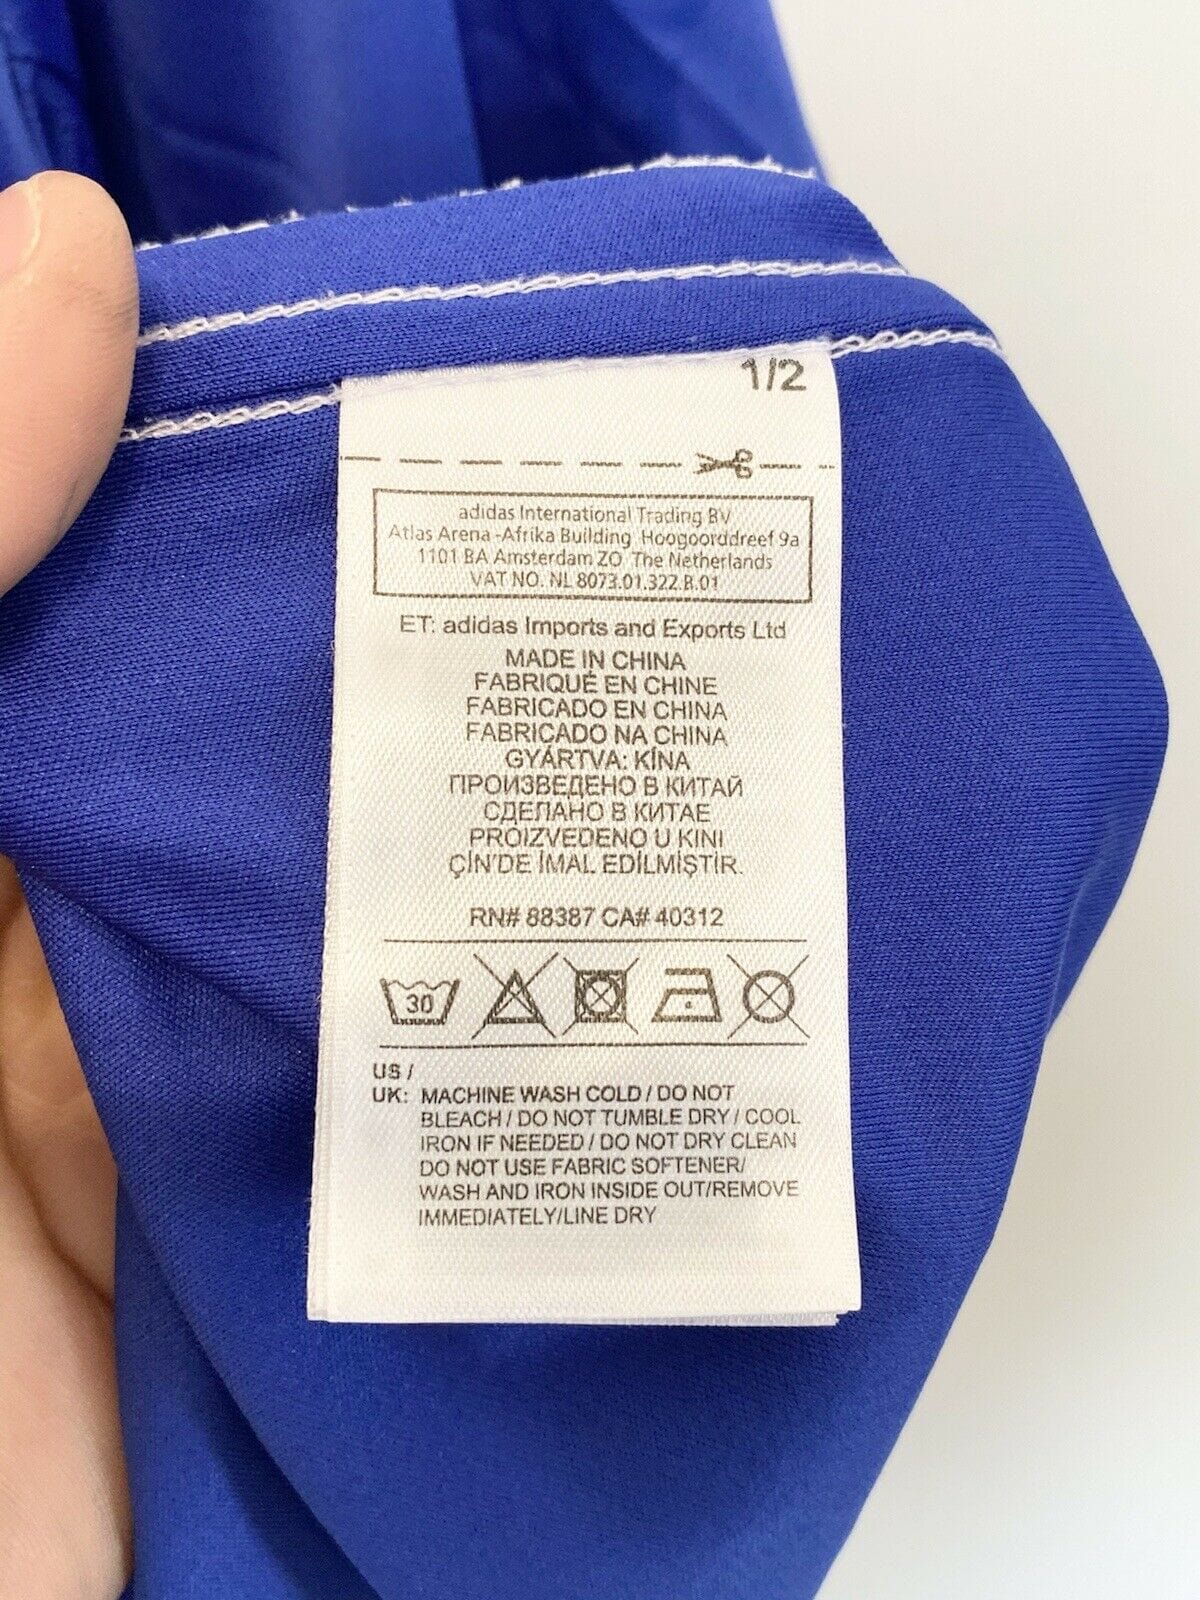 1/2
adidas International Trading BV
Atlas Arena -Afrika Building Hoogoorddreef 9a
1101 BA Amsterdam ZO The Netherlands
VAT NO. NL 8073.01.322.B.01
ET: adidas Imports and Exports Ltd
MADE IN CHINA
FABRIQUÉ EN CHINE
FABRICADO EN CHINA
FABRICADO NA CHINA
GYÁRTVA: KÍNA
ПРОИЗВЕДЕНО В КИТАЙ
СДЕЛАНО В КИТАЕ
PROIZVEDENO U KINI
ÇİN'DE İMAL EDİLMİŞTİR.
RN# 88387 CA# 40312
30
US /
UK: MACHINE WASH COLD / DO NOT
BLEACH / DO NOT TUMBLE DRY / COOL
IRON IF NEEDED / DO NOT DRY CLEAN
DO NOT USE FABRIC SOFTENER/
WASH AND IRON INSIDE OUT/REMOVE
IMMEDIATELY/LINE DRY